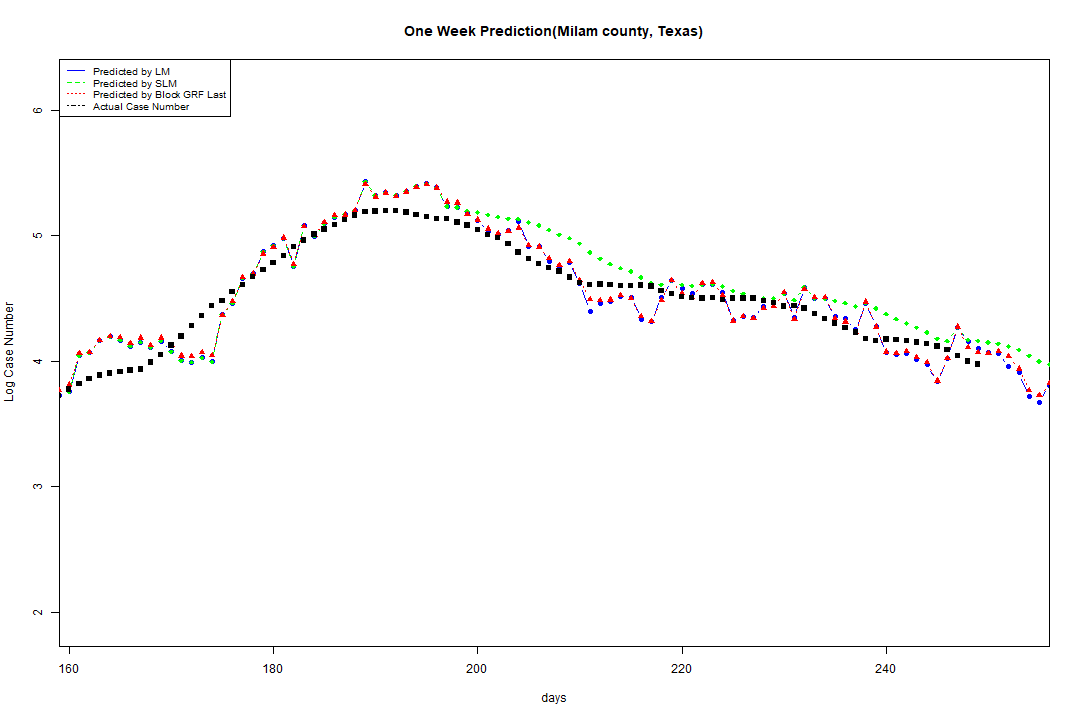 One Week Prediction(Milam county, Texas)
Predicted by LM
Predicted by SLM
Predicted by Block GRF Last
Actual Case Number
6
5
4
3
2
Log Case Number
160 180 200 220 240
days